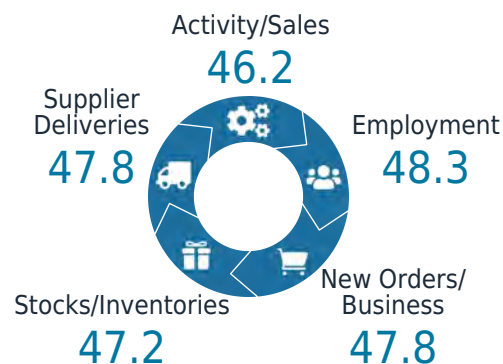 Activity/Sales
46.2
Supplier
Deliveries
47.8
Employment
48.3
Stocks/Inventories
47.2
New Orders/
Business
47.8